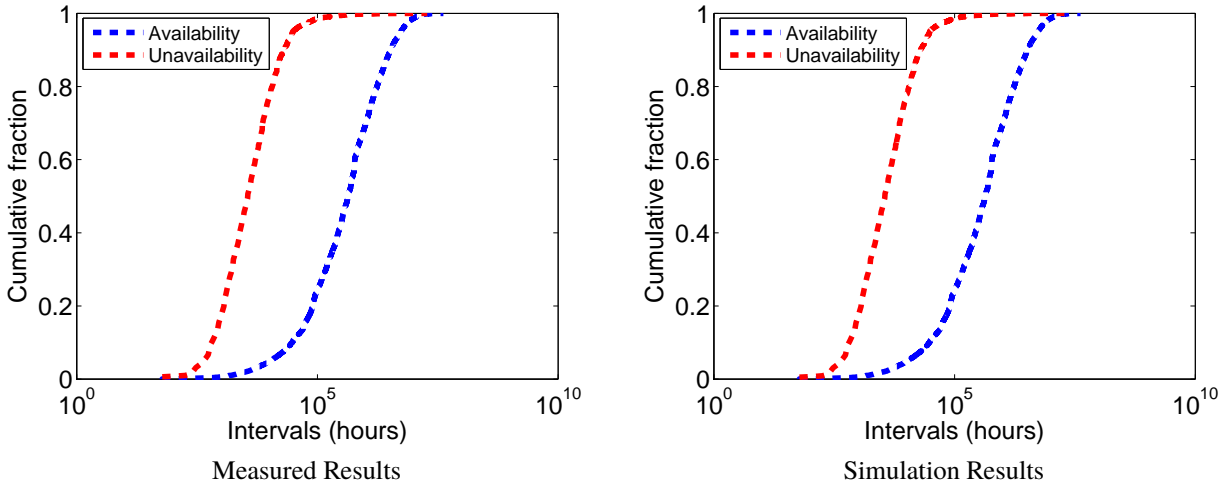 1
0.8
0.6
0.4
0.2
0
Cumulative fraction
Availability
Unavailability
10^0
10^5
10^10
Intervals (hours)
Measured Results
1
0.8
0.6
0.4
0.2
0
Cumulative fraction
Availability
Unavailability
10^0
10^5
10^10
Intervals (hours)
Simulation Results